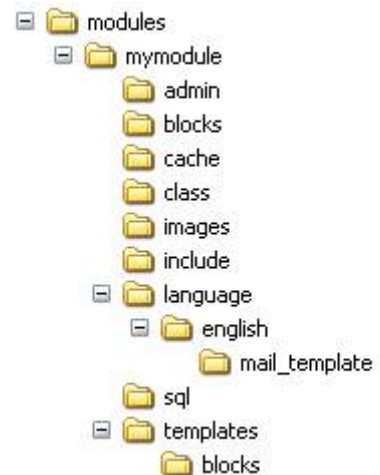 modules
mymodule
admin
blocks
cache
class
images
include
language
english
mail_template
sql
templates
blocks